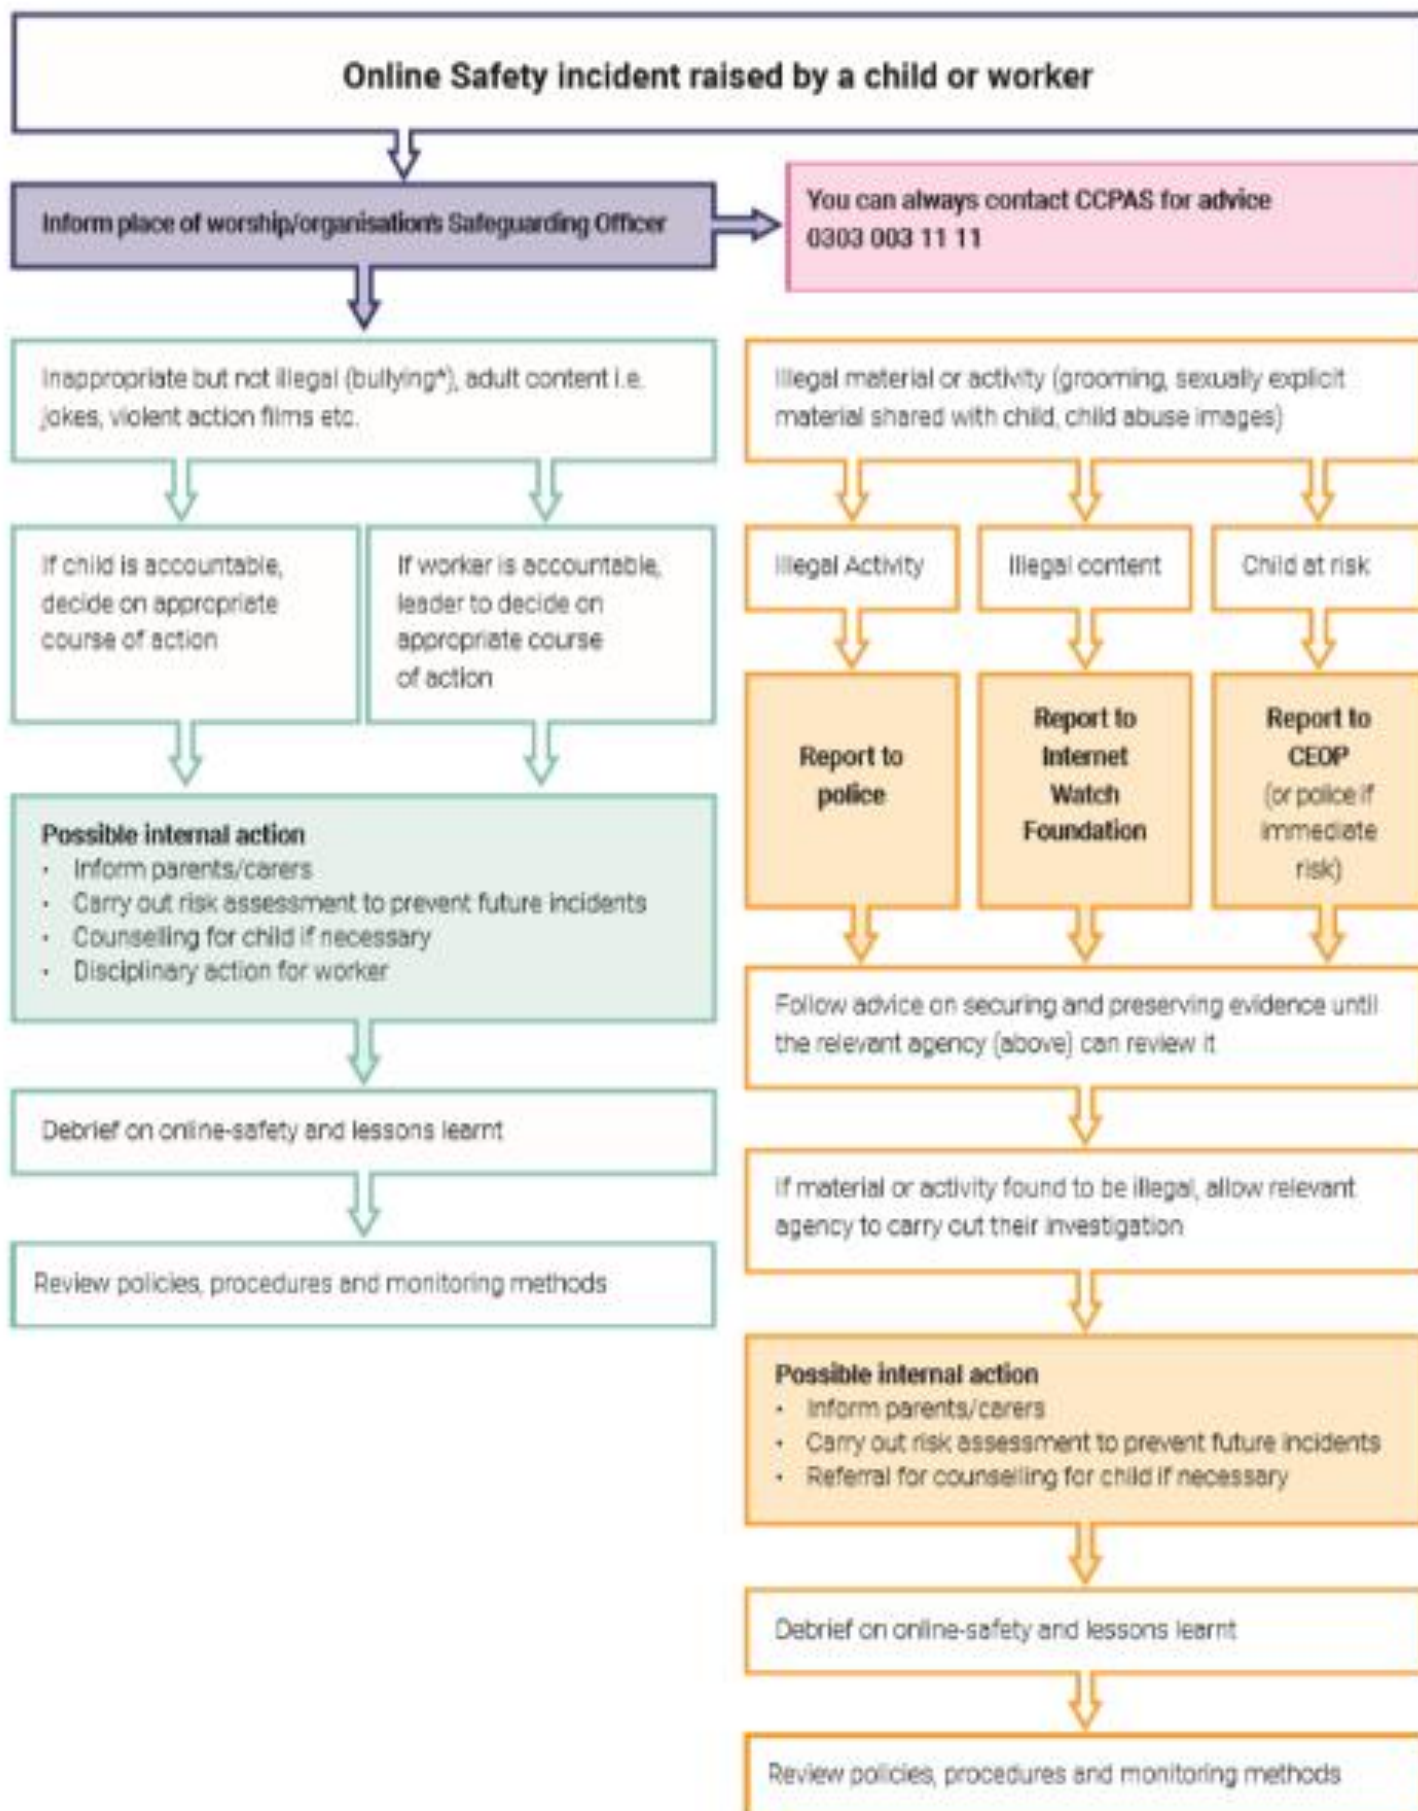 Online Safety incident raised by a child or worker
Inform place of worship/organisation's Safeguarding Officer
You can always contact CCPAS for advice
0303 003 11 11
Inappropriate but not illegal (bullying*), adult content i.e.
jokes, violent action films etc.
If child is accountable,
decide on appropriate
course of action
If worker is accountable,
leader to decide on
appropriate course
of action
Possible internal action
• Inform parents/carers
• Carry out risk assessment to prevent future incidents
• Counselling for child if necessary
• Disciplinary action for worker
Debrief on online-safety and lessons learnt
Review policies, procedures and monitoring methods
Illegal material or activity (grooming, sexually explicit
material shared with child, child abuse images)
Illegal Activity
Illegal content
Child at risk
Report to
police
Report to
Internet
Watch
Foundation
Report to
CEOP
(or police if
immediate
risk)
Follow advice on securing and preserving evidence until
the relevant agency (above) can review it
If material or activity found to be illegal, allow relevant
agency to carry out their investigation
Possible internal action
• Inform parents/carers
• Carry out risk assessment to prevent future incidents
• Referral for counselling for child if necessary
Debrief on online-safety and lessons learnt
Review policies, procedures and monitoring methods